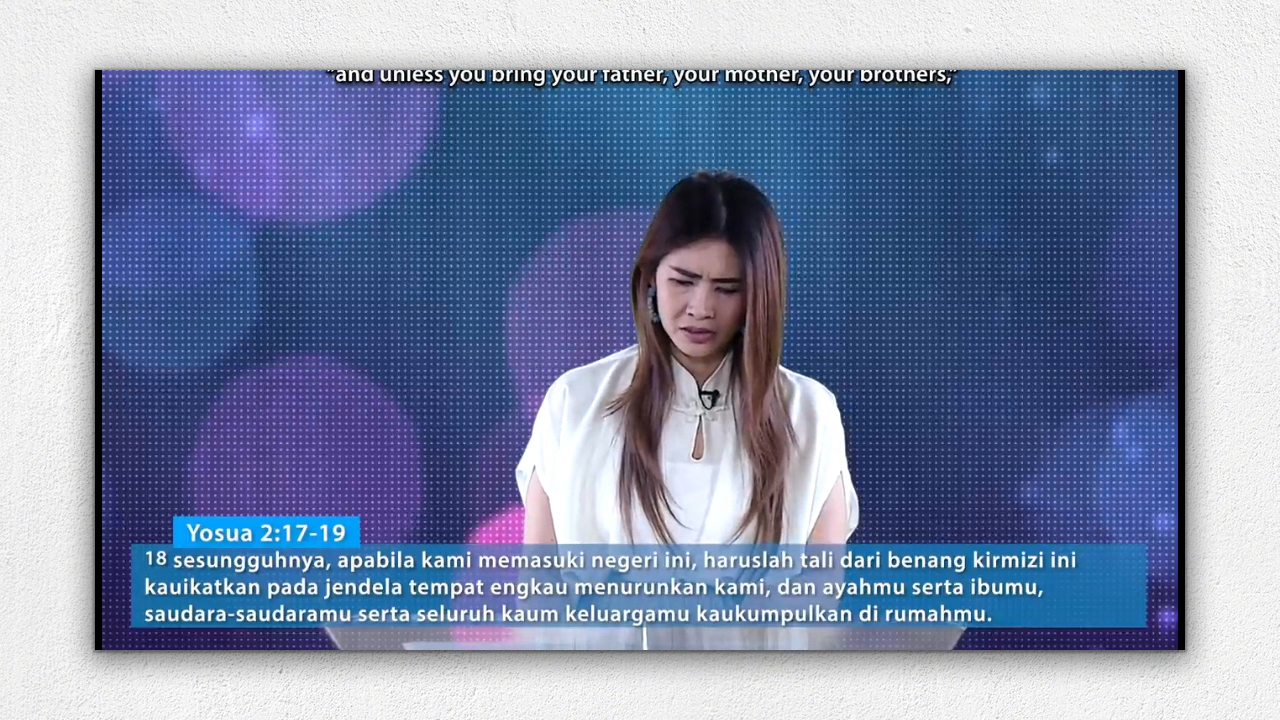 "and unless you bring your father, your mother, your brothers,"
Yosua 2:17-19
18 sesungguhnya, apabila kami memasuki negeri ini, haruslah tali dari benang kirmizi ini
kauikatkan pada jendela tempat engkau menurunkan kami, dan ayahmu serta ibumu,
saudara-saudaramu serta seluruh kaum keluargamu kaukumpulkan di rumahmu.